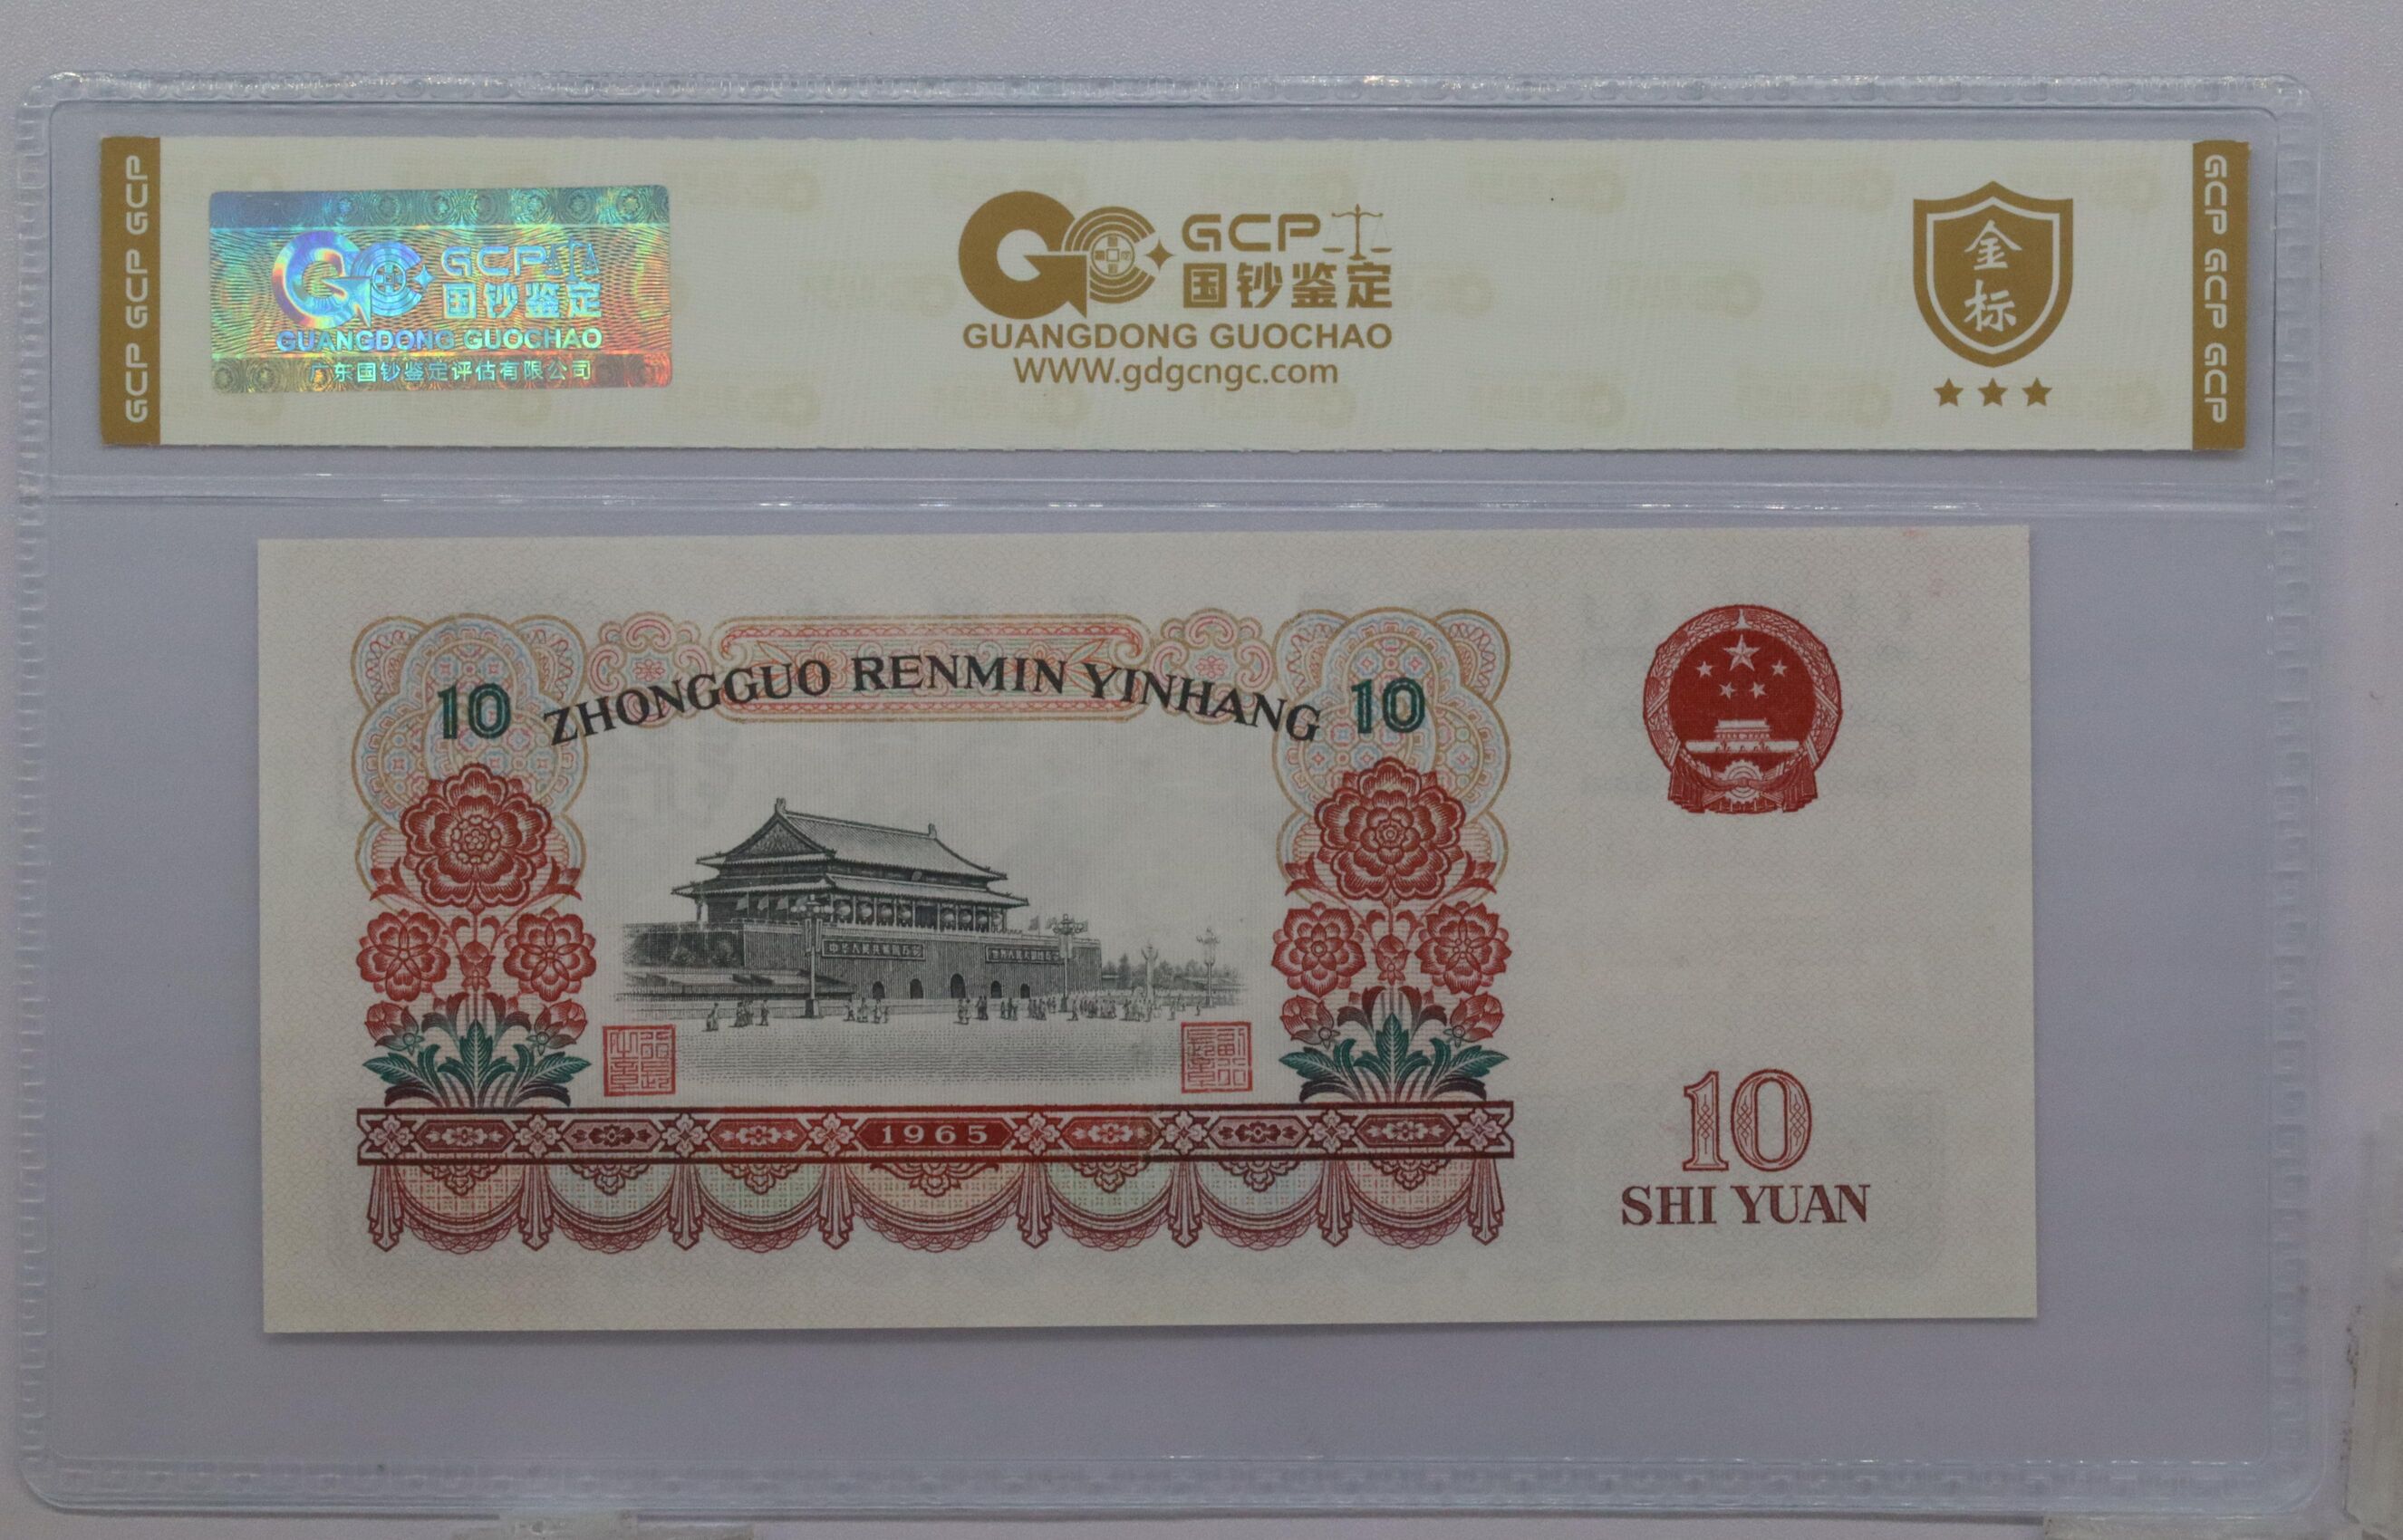 GCP GCP GCP
GCP
国钞鉴定
GUANGDONG GUOCHAO
广东国钞鉴定评估有限公司
GCP
国钞鉴定
GUANGDONG GUOCHAO
WWW.gdgcngc.com
金标
GCP GCP GCP
10 ZHONGGUO RENMIN YINHANG 10
1965
10
SHI YUAN